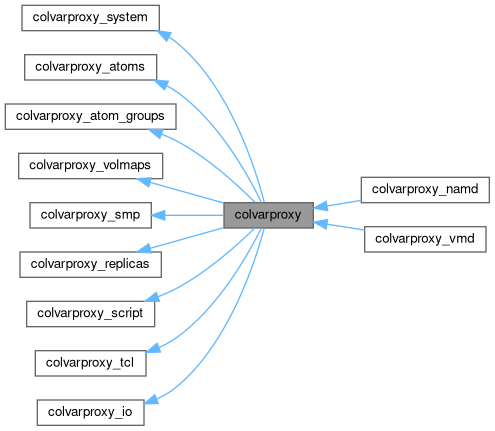 colvarproxy_system
colvarproxy_atoms
colvarproxy_atom_groups
colvarproxy_volmaps
colvarproxy_smp
colvarproxy_replicas
colvarproxy_script
colvarproxy_tcl
colvarproxy_io
colvarproxy
colvarproxy_namd
colvarproxy_vmd